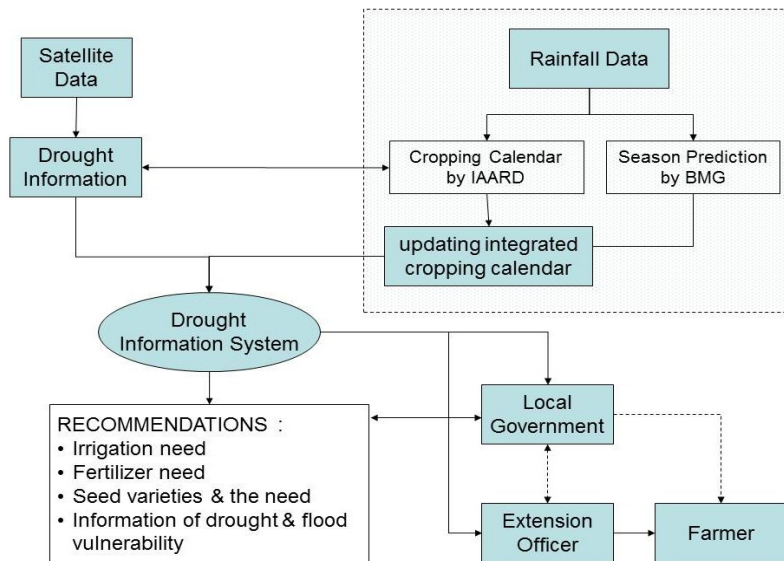 Satellite
Data
Rainfall Data
Drought
Information
Cropping Calendar
by IAARD
Season Prediction
by BMG
updating integrated
cropping calendar
Drought
Information System
RECOMMENDATIONS :
• Irrigation need
• Fertilizer need
• Seed varieties & the need
• Information of drought & flood
vulnerability
Local
Government
Extension
Officer
Farmer